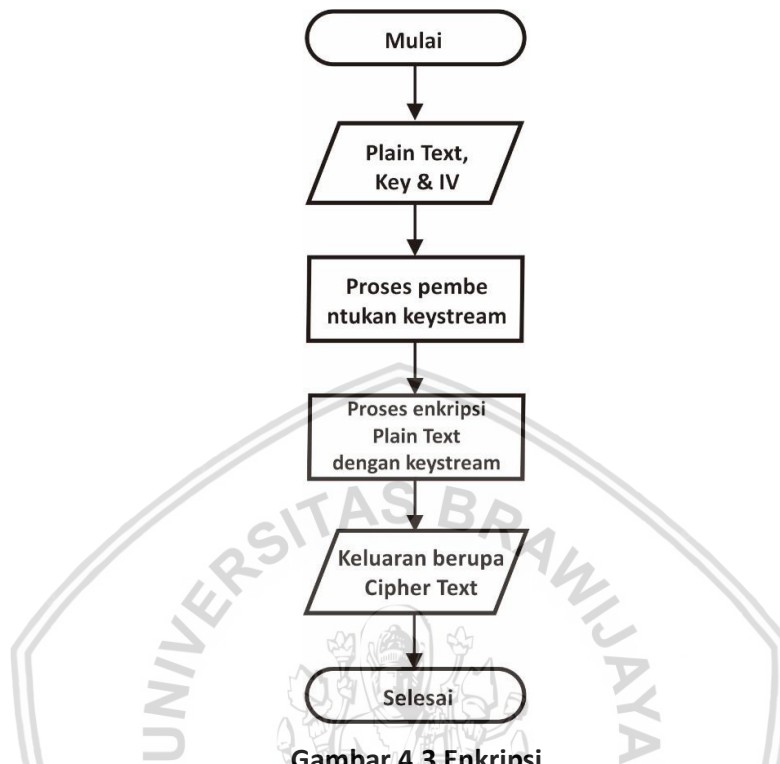 Mulai
Plain Text,
Key & IV
Proses pembe
ntukan keystream
Proses enkripsi
Plain Text
dengan keystream
Keluaran berupa
Cipher Text
Selesai
Gambar 4.3 Enkripsi
UNIVERSITAS BRAWIJAYA